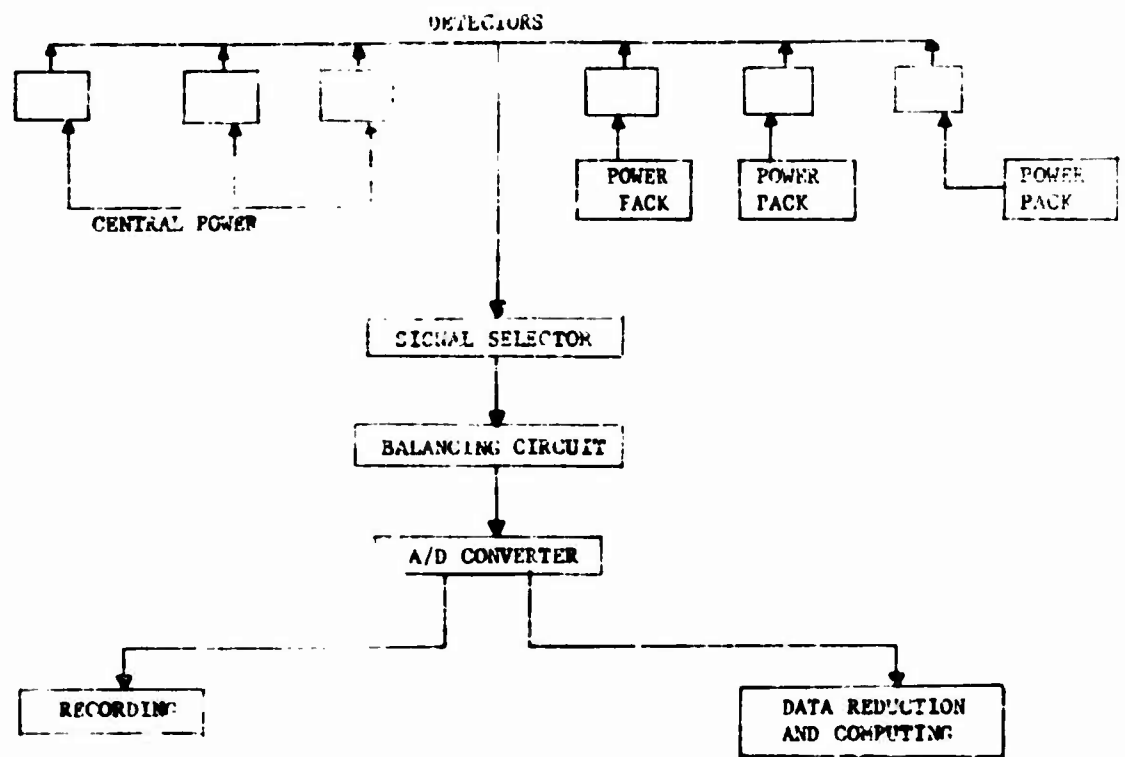 DETECTORS
POWER
PACK
POWER
PACK
POWER
PACK
CENTRAL POWER
SIGNAL SELECTOR
BALANCING CIRCUIT
A/D CONVERTER
RECORDING
DATA REDUCTION
AND COMPUTING